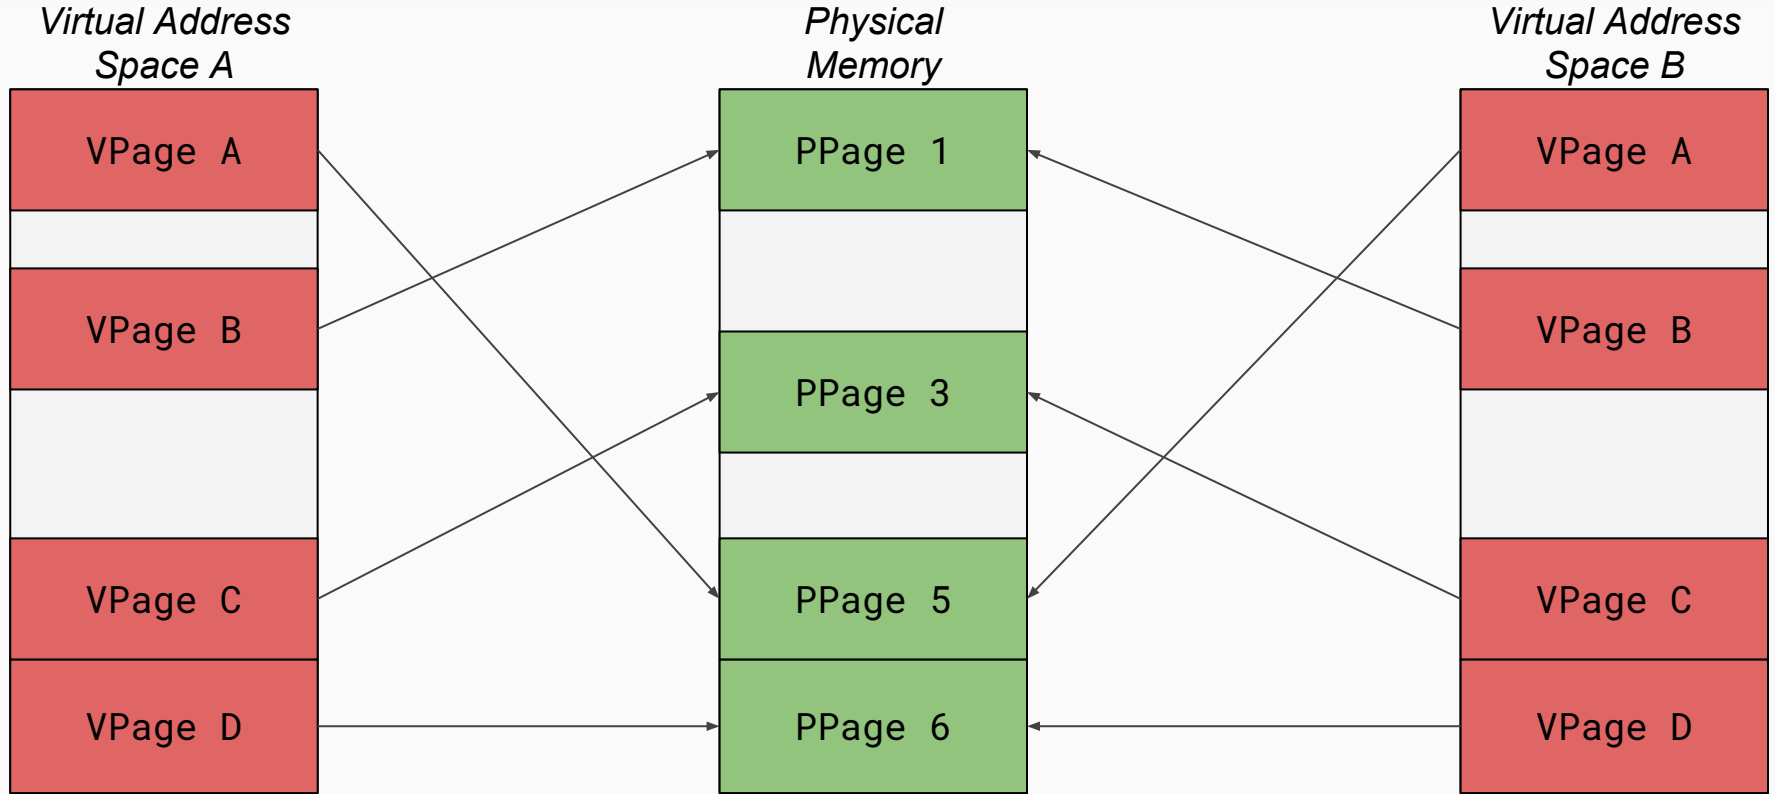 Virtual Address
Space A
Physical
Memory
Virtual Address
Space B
VPage A
PPage 1
VPage A
VPage B
VPage B
PPage 3
VPage C
PPage 5
VPage C
VPage D
PPage 6
VPage D